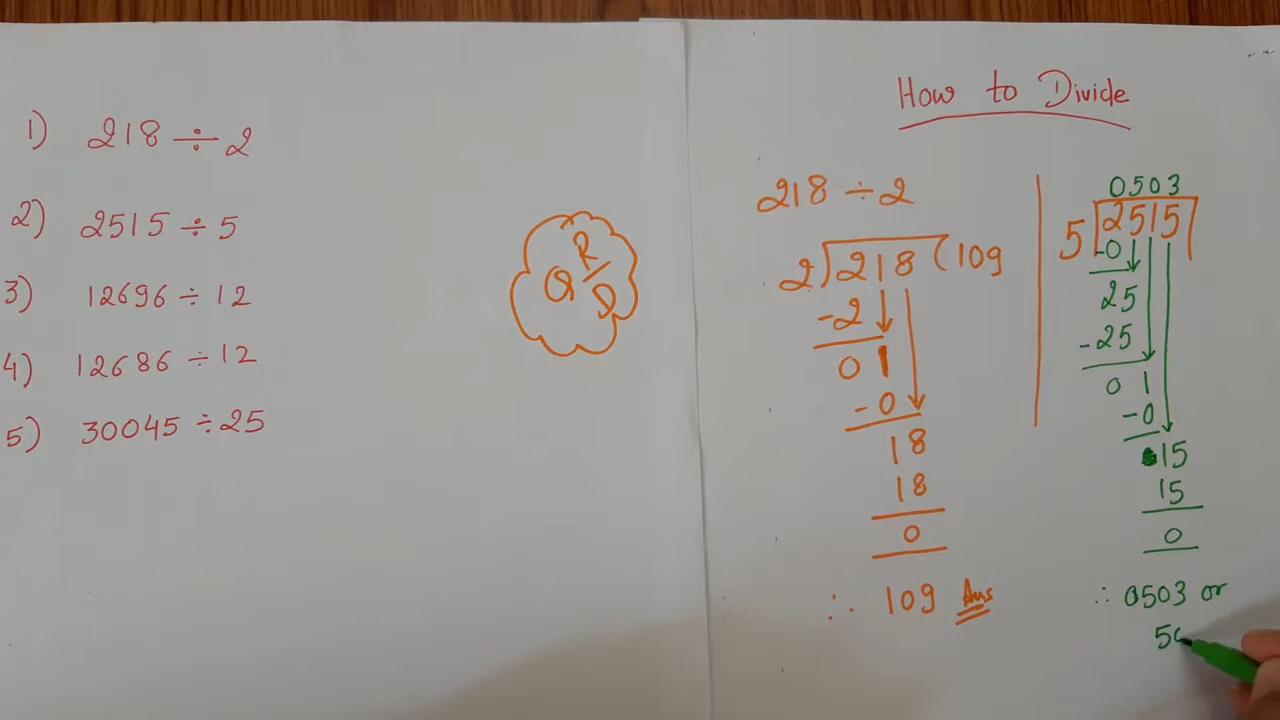 1) 218 ÷ 2
2) 2515 ÷ 5
3) 12696 ÷ 12
4) 12686 ÷ 12
5) 30045 ÷ 25
Q R/D
How to Divide
218 ÷ 2
2)218(109
-2
01
-0
18
18
0
∴ 109 Ans
0503
5)2515
-0
25
-25
01
-0
15
15
0
∴ 0503 or
50